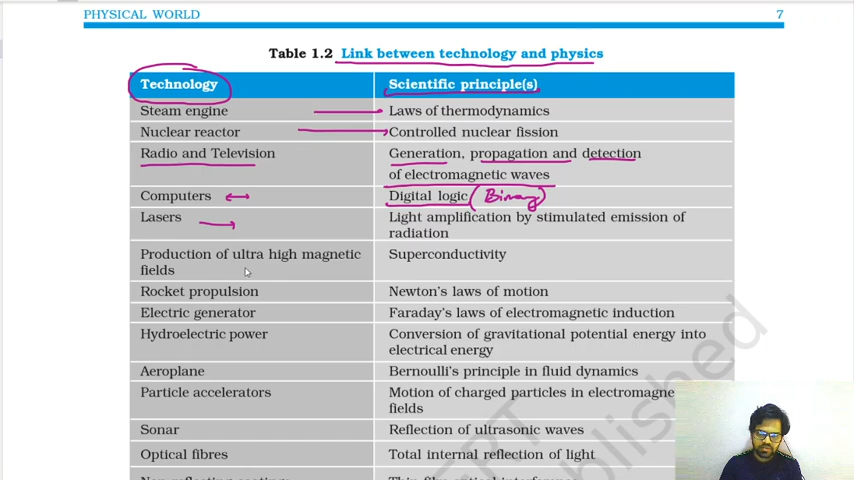 PHYSICAL WORLD 7
Table 1.2 Link between technology and physics
Technology Scientific principle(s)
Steam engine Laws of thermodynamics
Nuclear reactor Controlled nuclear fission
Radio and Television Generation, propagation and detection
of electromagnetic waves
Computers Digital logic (Binary)
Lasers Light amplification by stimulated emission of
radiation
Production of ultra high magnetic Superconductivity
fields
Rocket propulsion Newton's laws of motion
Electric generator Faraday's laws of electromagnetic induction
Hydroelectric power Conversion of gravitational potential energy into
electrical energy
Aeroplane Bernoulli's principle in fluid dynamics
Particle accelerators Motion of charged particles in
fields
Sonar Reflection of ultrasonic waves
Optical fibres Total internal reflection of light